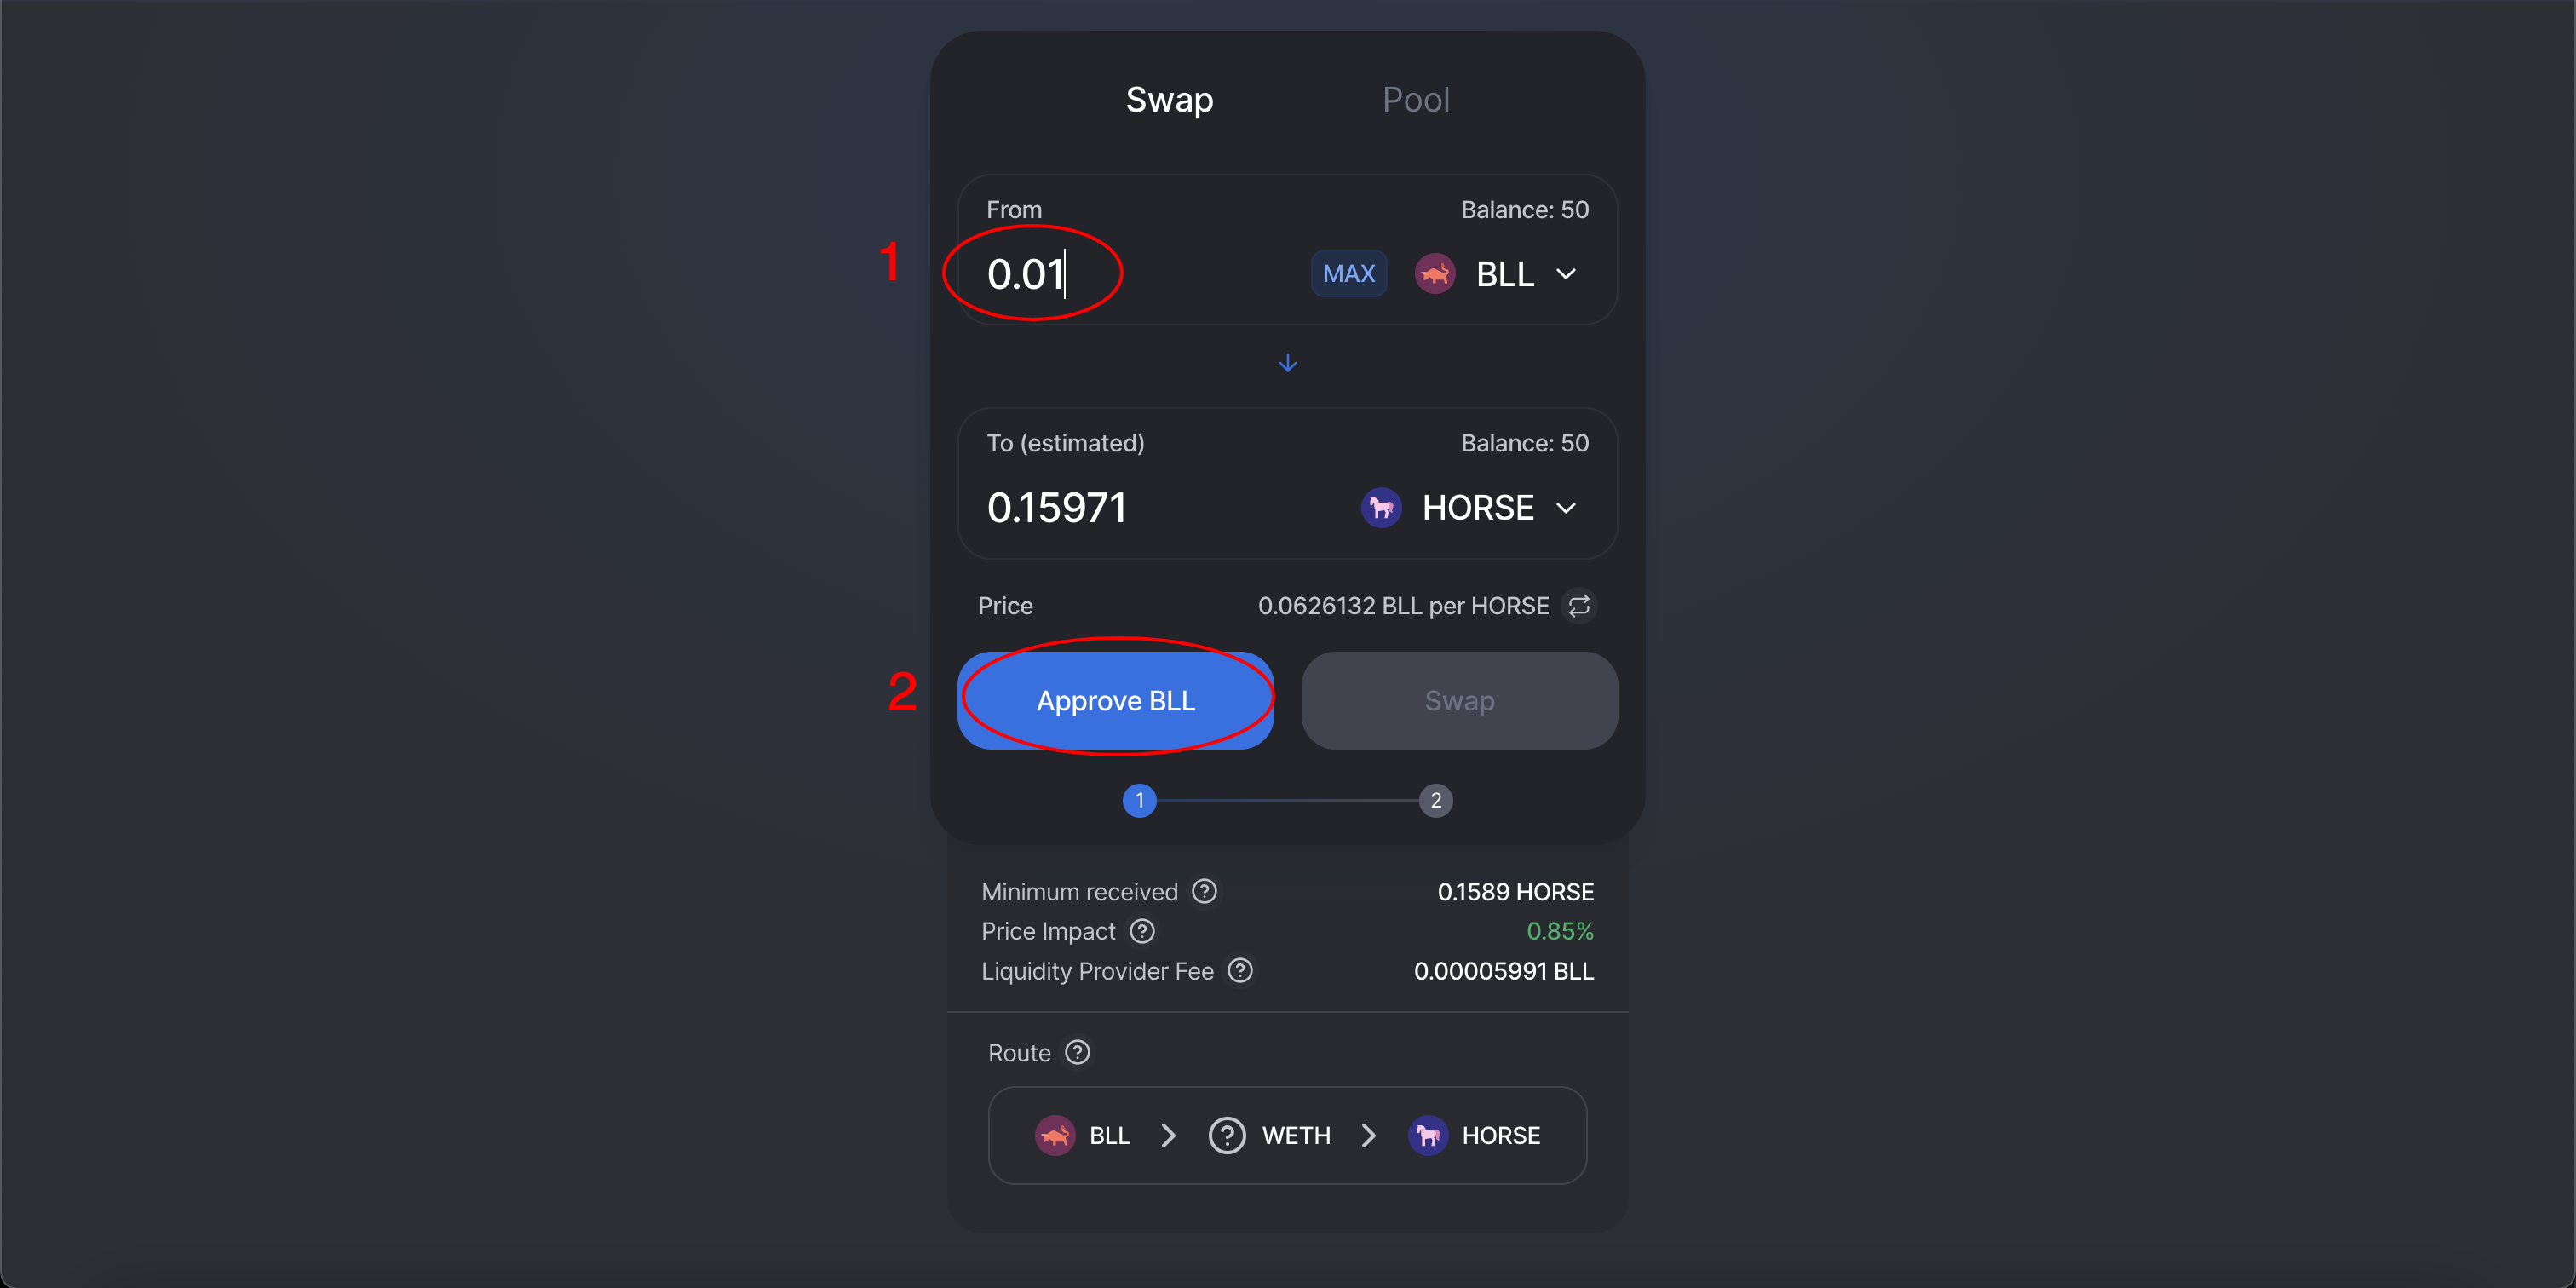 Swap Pool
From Balance: 50
1 0.01 MAX BLL
To (estimated) Balance: 50
0.15971 HORSE
Price 0.0626132 BLL per HORSE
2 Approve BLL Swap
1 2
Minimum received ? 0.1589 HORSE
Price Impact ? 0.85%
Liquidity Provider Fee ? 0.00005991 BLL
Route ?
BLL > ? WETH > HORSE